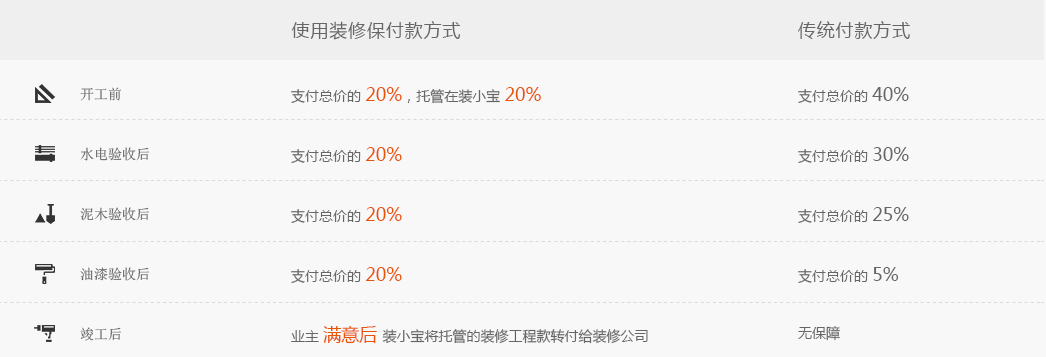 使用装修保付款方式 传统付款方式
开工前 支付总价的 20%，托管在装小宝 20% 支付总价的 40%
水电验收后 支付总价的 20% 支付总价的 30%
泥木验收后 支付总价的 20% 支付总价的 25%
油漆验收后 支付总价的 20% 支付总价的 5%
竣工后 业主 满意后 装小宝将托管的装修工程款转付给装修公司 无保障